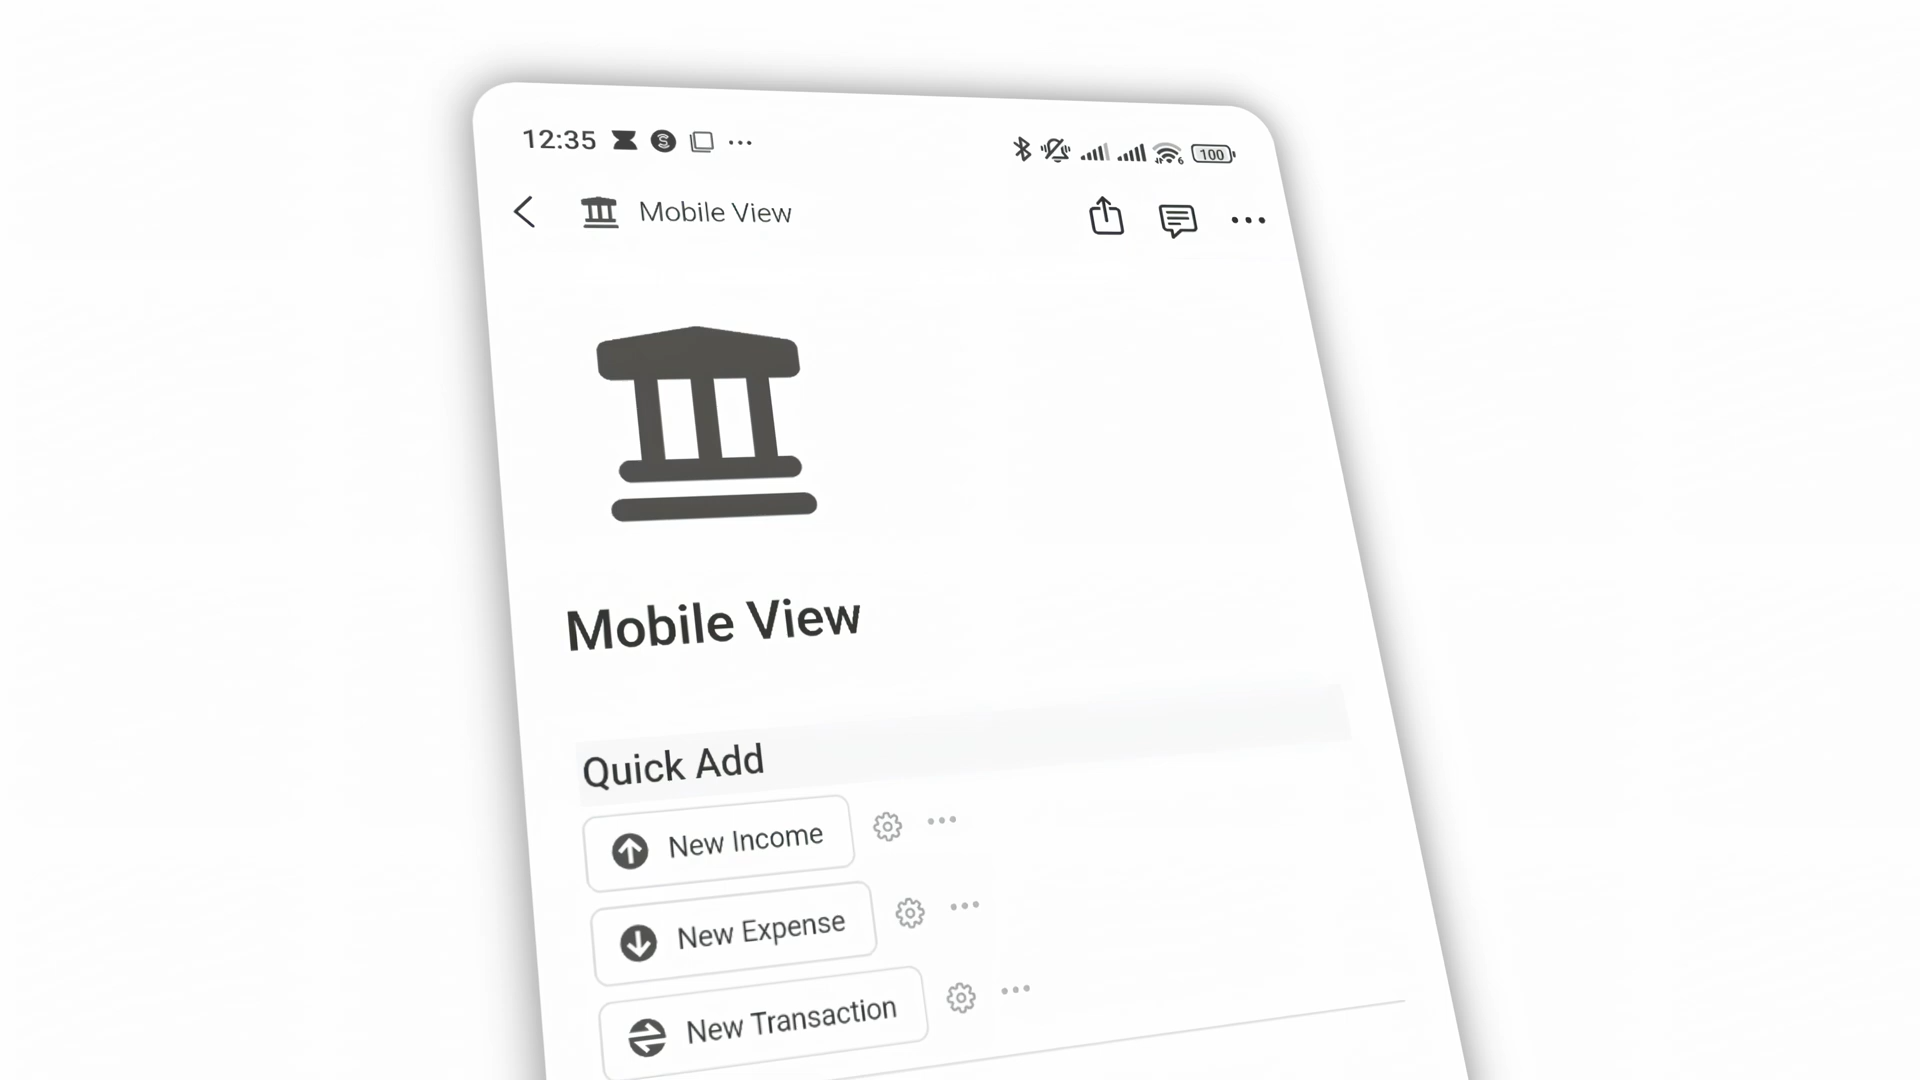 12:35
100
Mobile View
Mobile View
Quick Add
New Income
New Expense
New Transaction